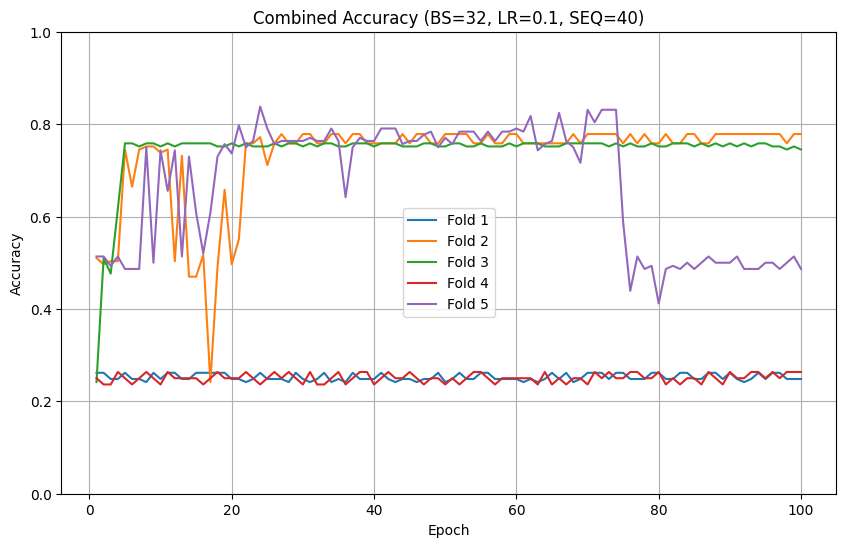 Combined Accuracy (BS=32, LR=0.1, SEQ=40)
1.0
0.8
0.6
0.4
0.2
0.0
Accuracy
Fold 1
Fold 2
Fold 3
Fold 4
Fold 5
0 20 40 60 80 100
Epoch